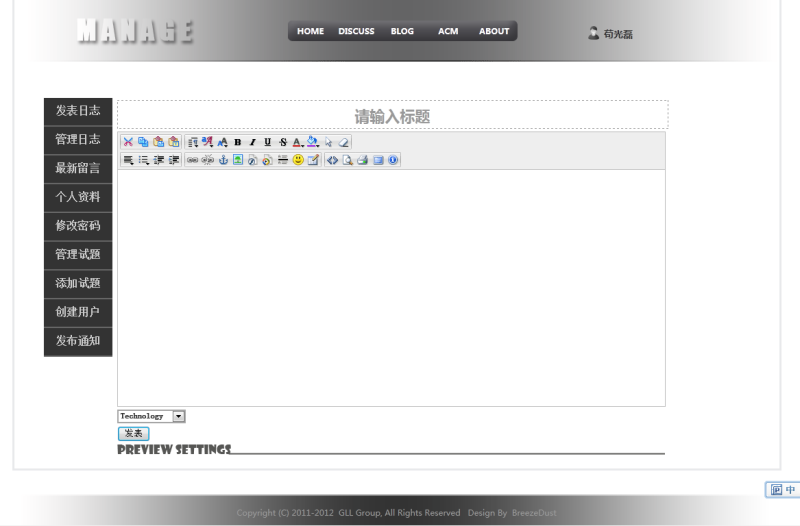 MANAGE
HOME DISCUSS BLOG ACM ABOUT
苟光磊
发表日志
管理日志
最新留言
个人资料
修改密码
管理试题
添加试题
创建用户
发布通知
请输入标题
B I U S A
Technology
发表
PREVIEW SETTINGS
中
Copyright (C) 2011-2012 GLL Group, All Rights Reserved Design By BreezeDust